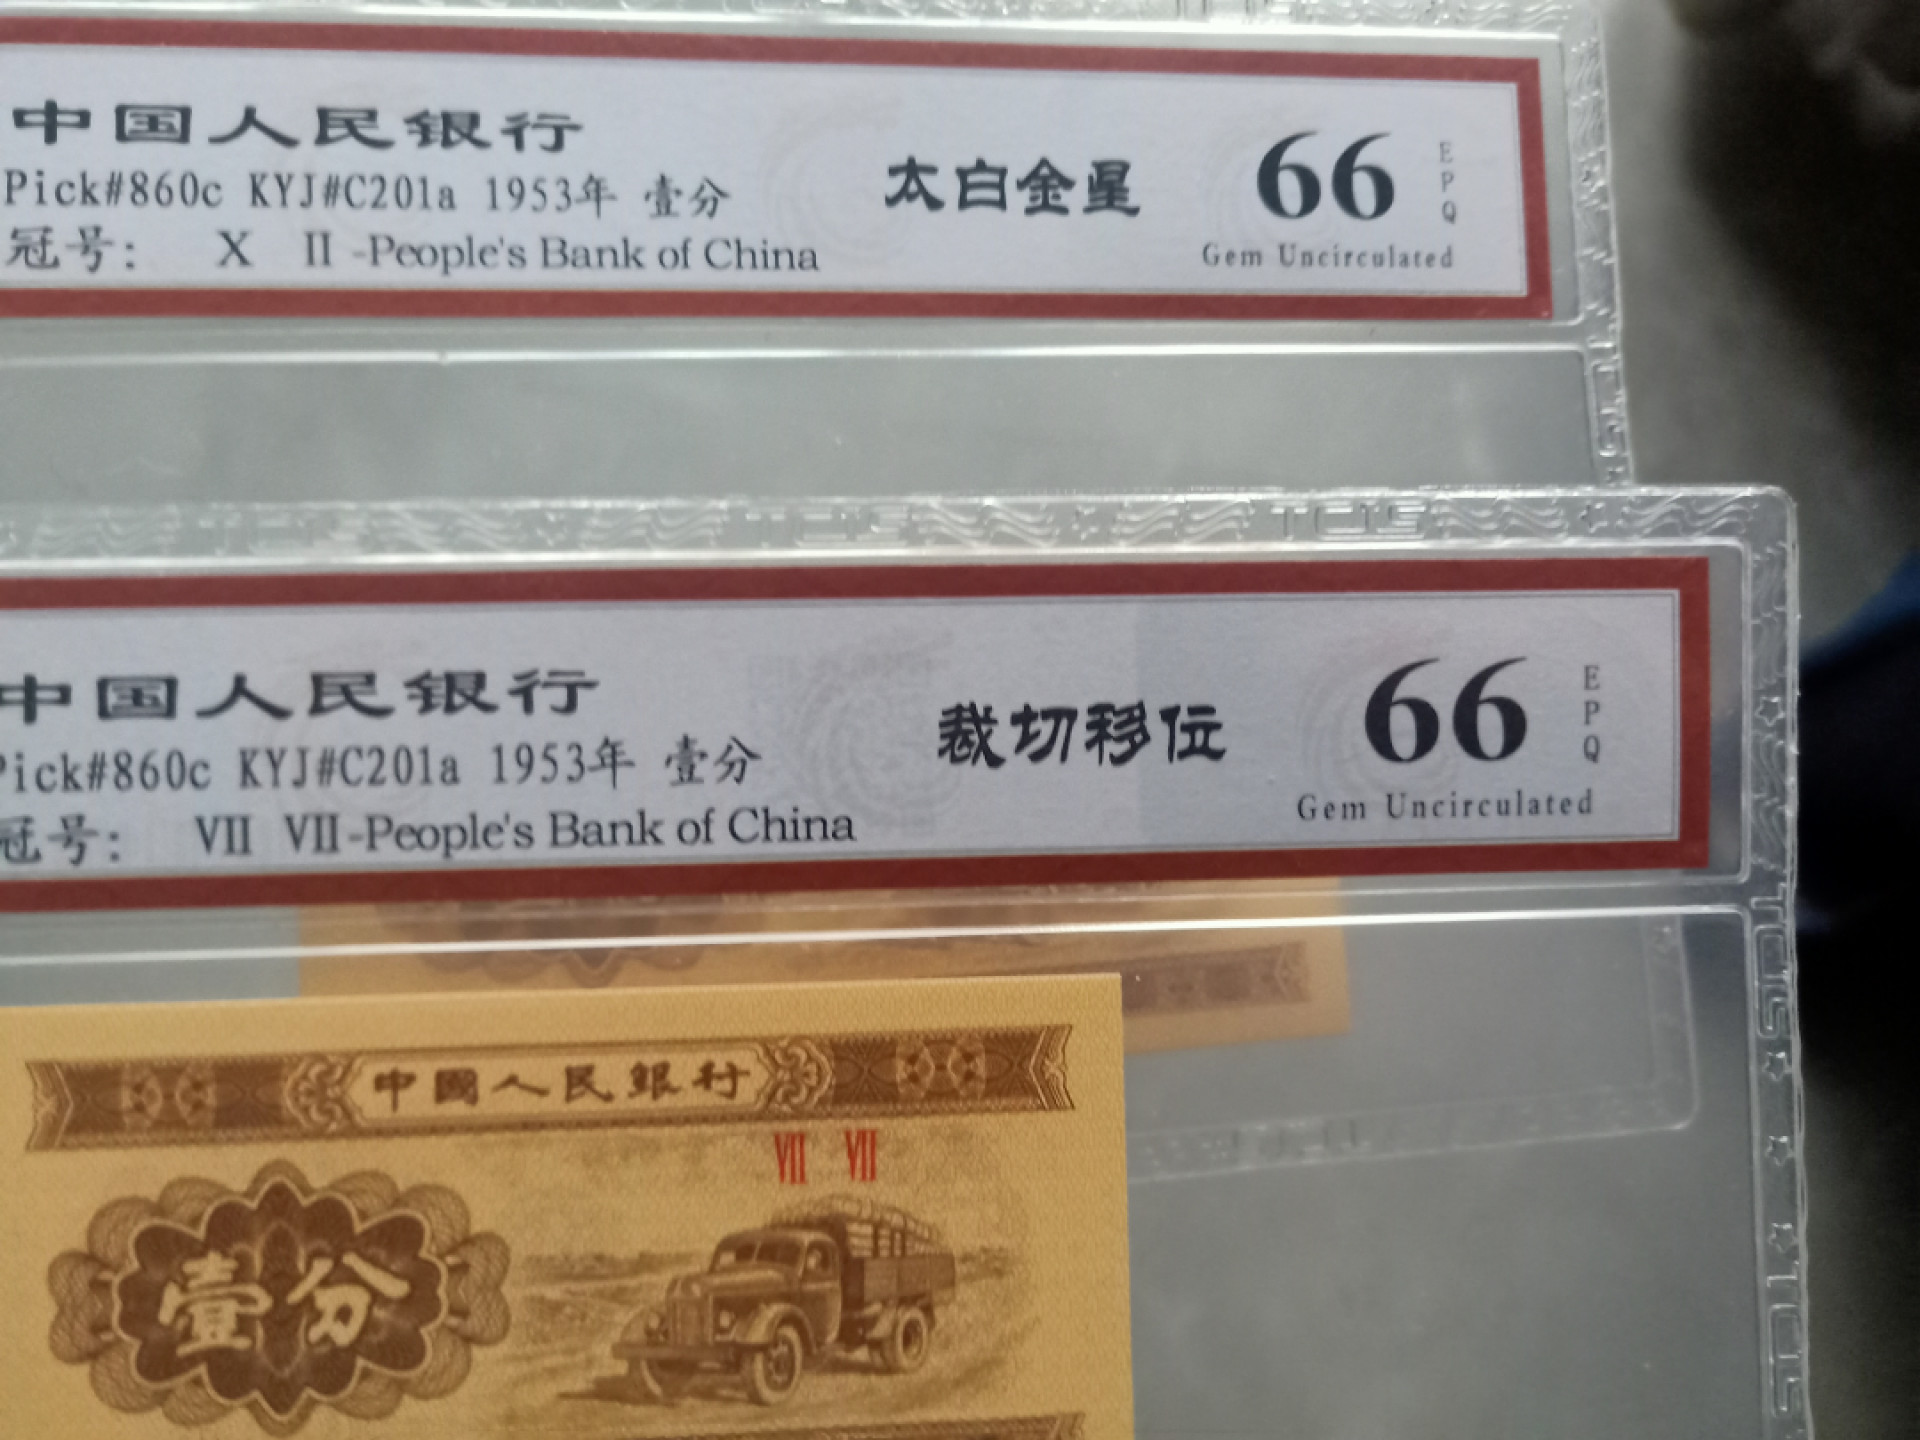 中国人民银行
Pick#860c KYJ#C201a 1953年 壹分
冠号: X II -People's Bank of China
太白金星
66
EPQ
Gem Uncirculated
TCIS
中国人民银行
Pick#860c KYJ#C201a 1953年 壹分
冠号: VII VII-People's Bank of China
裁切移位
66
EPQ
Gem Uncirculated
中國人民銀行
VII VII
壹分